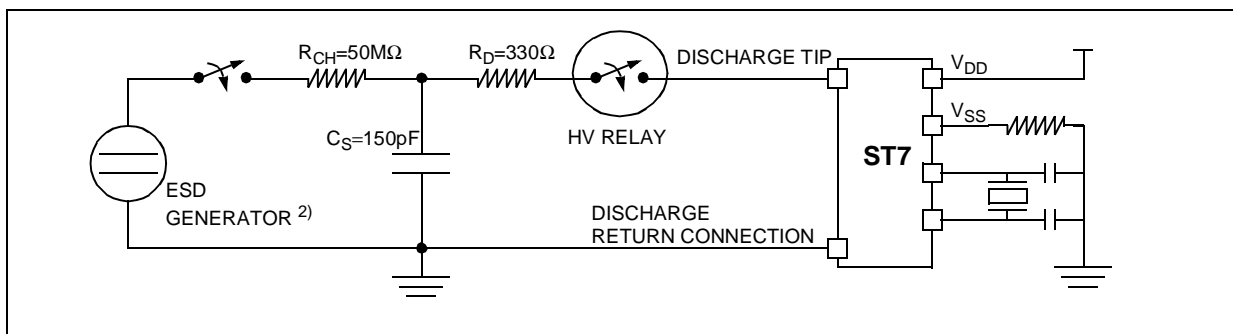 R_CH=50MΩ
R_D=330Ω
DISCHARGE TIP
V_DD
HV RELAY
C_S=150pF
V_SS
ST7
ESD
GENERATOR 2)
DISCHARGE
RETURN CONNECTION